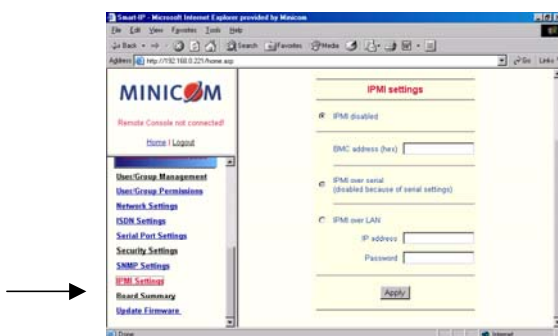 Smart-IP - Microsoft Internet Explorer provided by Minicom
File Edit View Favorites Tools Help
Back Search Favorites Media
Address http://192.168.0.221/home.asp Go Links
MINICOM
Remote Console not connected!
Home | Logout
User/Group Management
User/Group Permissions
Network Settings
ISDN Settings
Serial Port Settings
Security Settings
SNMP Settings
IPMI Settings
Board Summary
Update Firmware
IPMI settings
IPMI disabled
BMC address (hex)
IPMI over serial
(disabled because of serial settings)
IPMI over LAN
IP address
Password
Apply
Done Internet